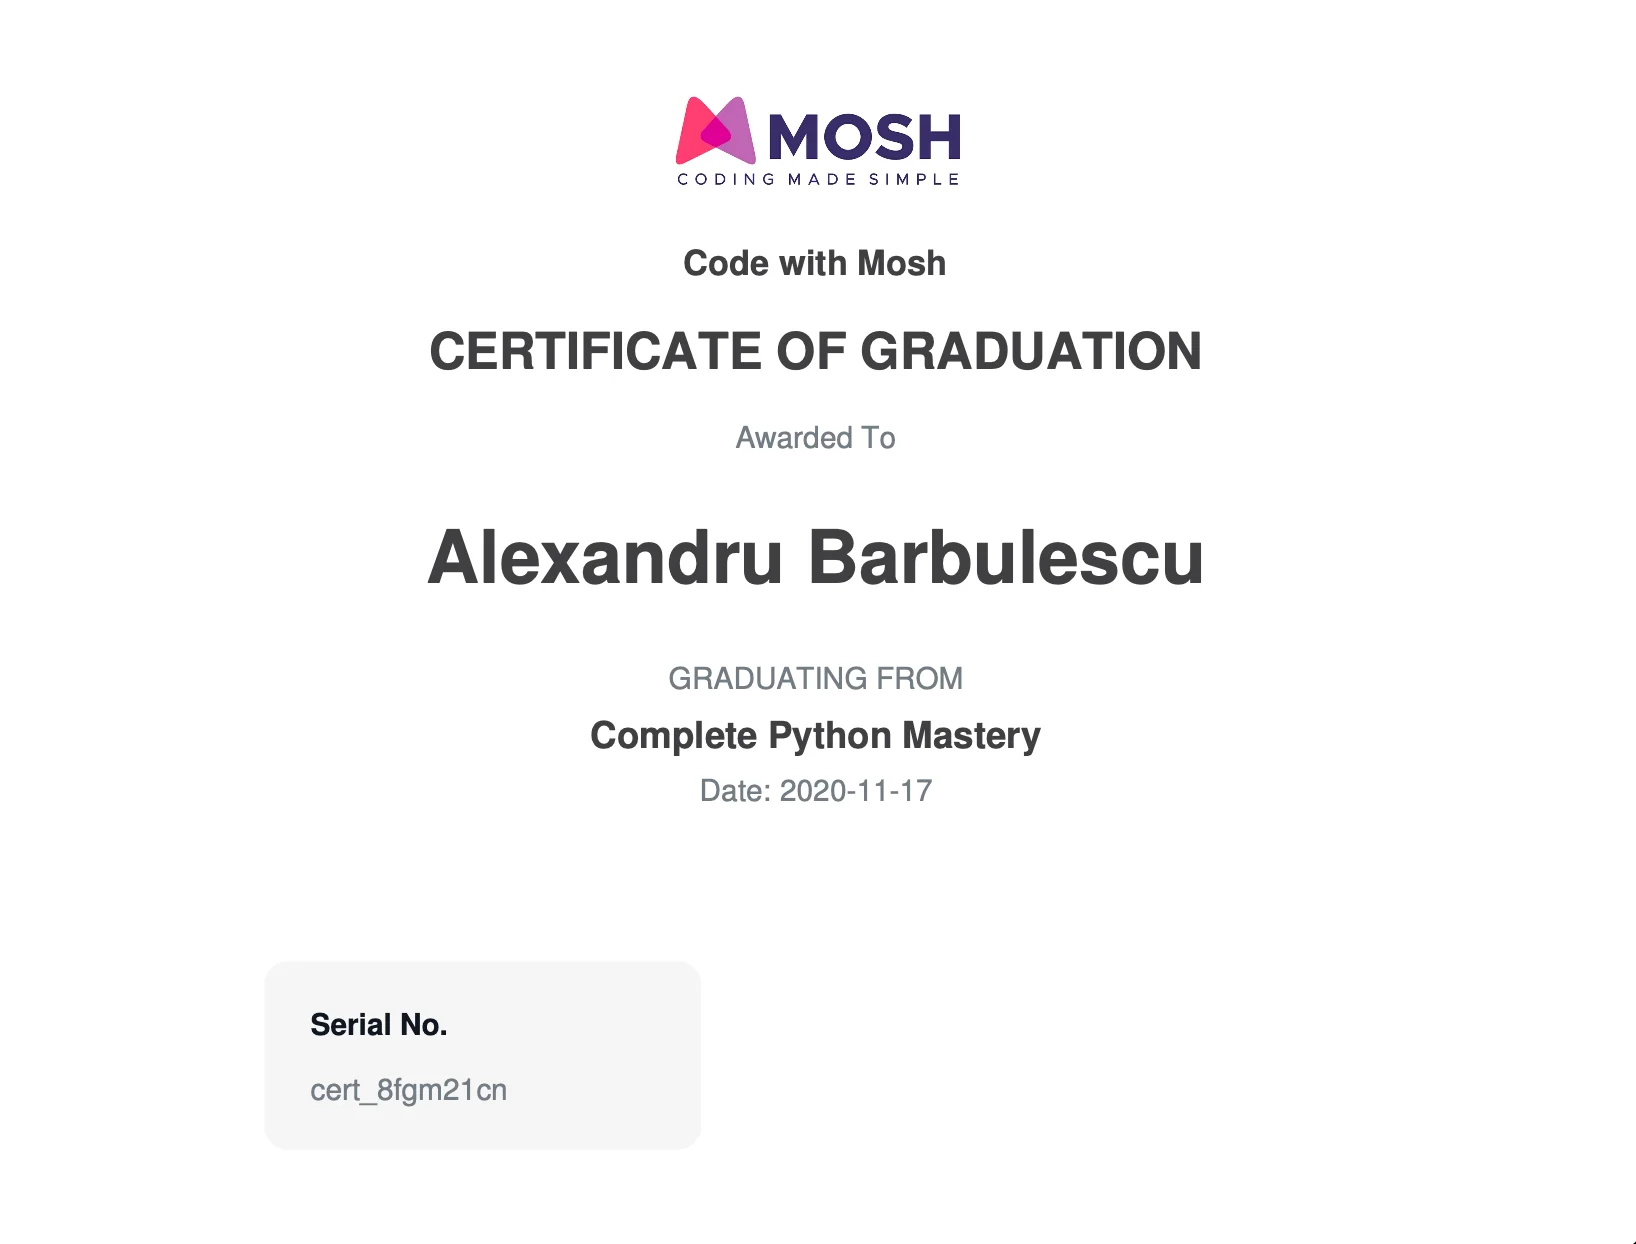 MOSH
CODING MADE SIMPLE
Code with Mosh
CERTIFICATE OF GRADUATION
Awarded To
Alexandru Barbulescu
GRADUATING FROM
Complete Python Mastery
Date: 2020-11-17
Serial No.
cert_8fgm21cn